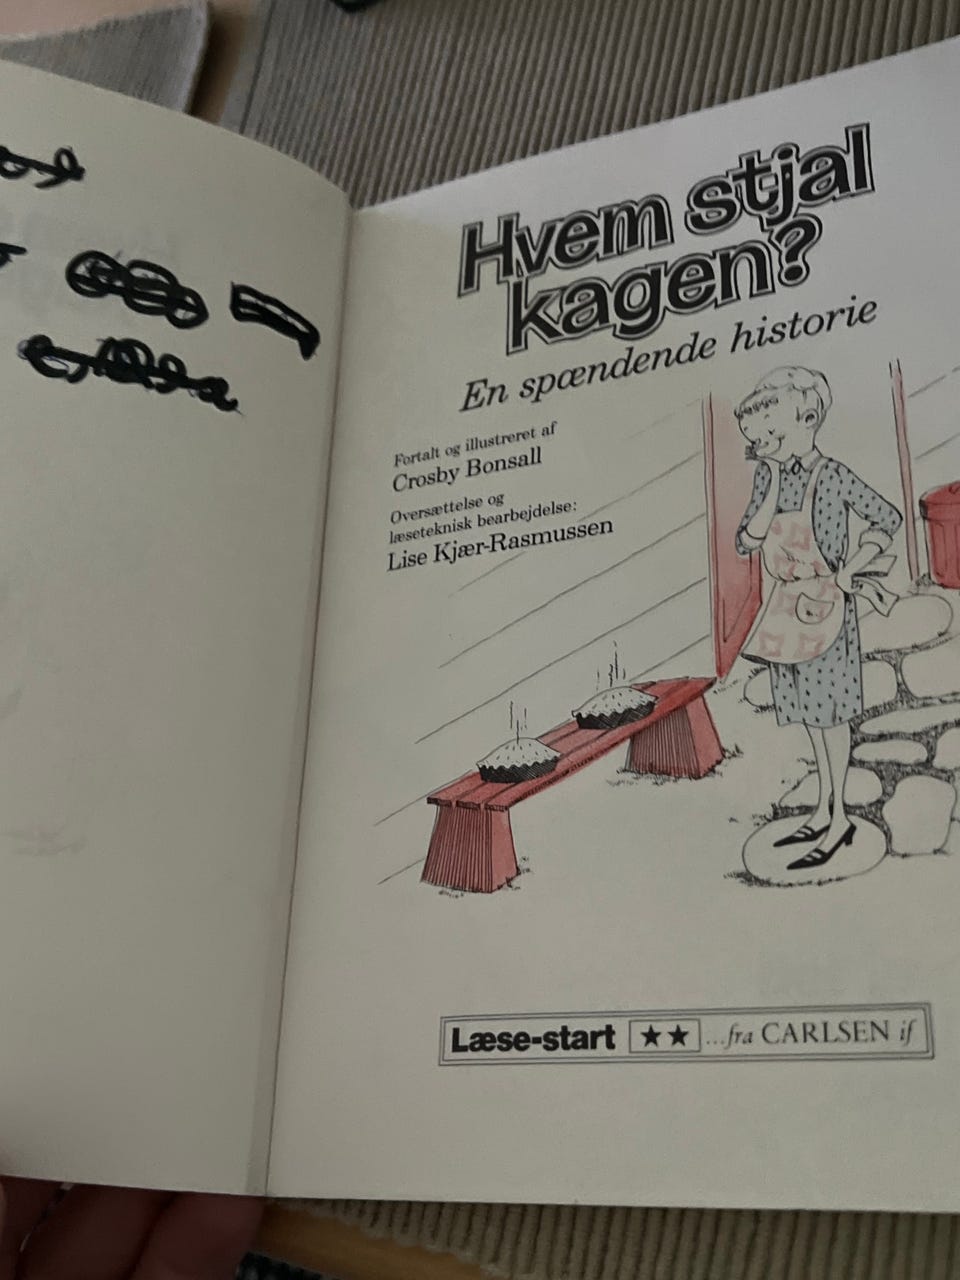 Hvem stjal
kagen?
En spændende historie
Fortalt og illustreret af
Crosby Bonsall
Oversættelse og
læseteknisk bearbejdelse:
Lise Kjær-Rasmussen
Læse-start ★★ ...fra CARLSEN if